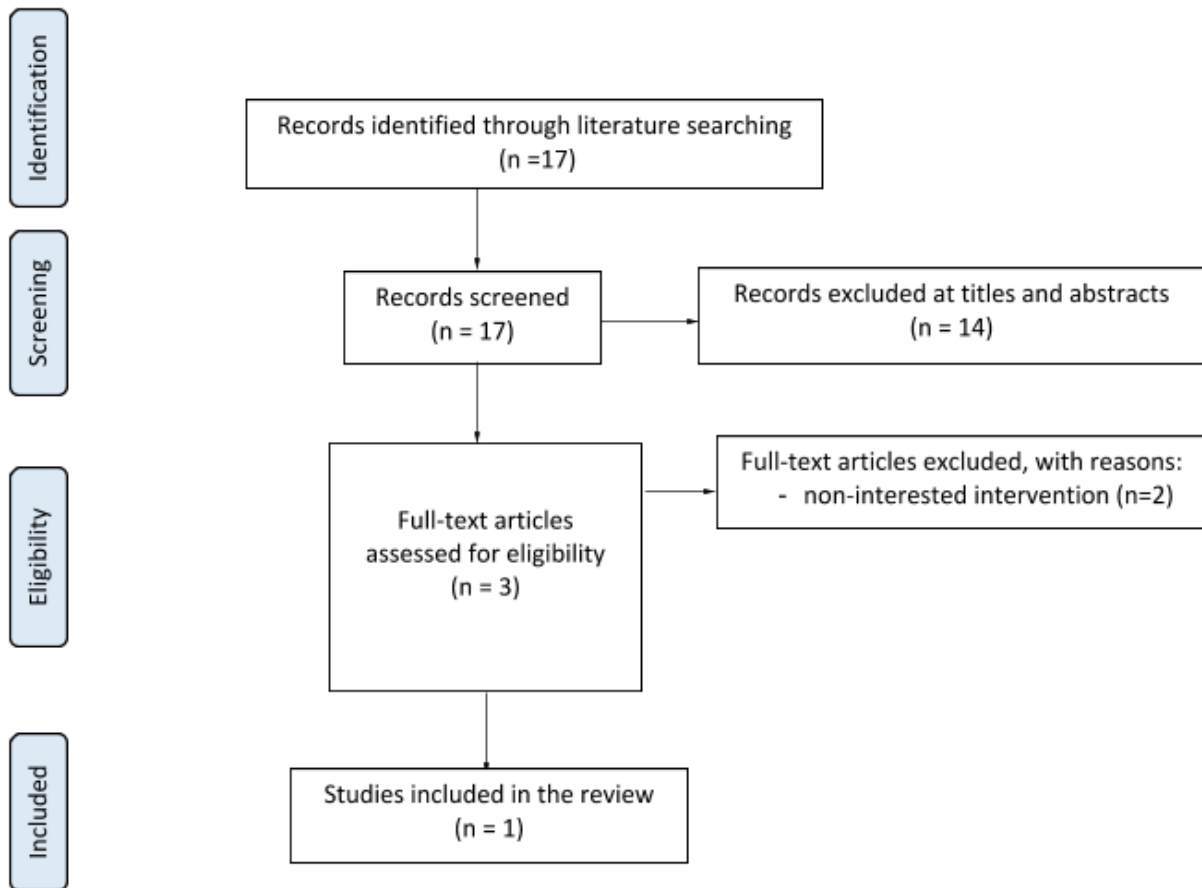 Identification
Records identified through literature searching
(n =17)
Screening
Records screened
(n = 17)
Records excluded at titles and abstracts
(n = 14)
Eligibility
Full-text articles
assessed for eligibility
(n = 3)
Full-text articles excluded, with reasons:
- non-interested intervention (n=2)
Included
Studies included in the review
(n = 1)